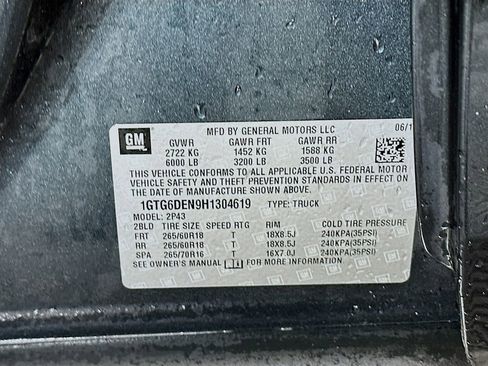 MFD BY GENERAL MOTORS LLC 06/1
GM GVWR GAWR FRT GAWR RR
2722 KG 1452 KG 1588 KG
6000 LB 3200 LB 3500 LB
THIS VEHICLE CONFORMS TO ALL APPLICABLE U.S. FEDERAL MOTOR
VEHICLE SAFETY AND THEFT PREVENTION STANDARDS IN EFFECT ON
THE DATE OF MANUFACTURE SHOWN ABOVE.
1GTG6DEN9H1304619 TYPE: TRUCK
MODEL: 2P43
2BLD TIRE SIZE SPEED RTG RIM COLD TIRE PRESSURE
FRT 265/60R18 T 18X8.5J 240KPA(35PSI)
RR 265/60R18 T 18X8.5J 240KPA(35PSI)
SPA 265/70R16 T 16X7.0J 240KPA(35PSI)
SEE OWNER'S MANUAL FOR MORE INFORMATION